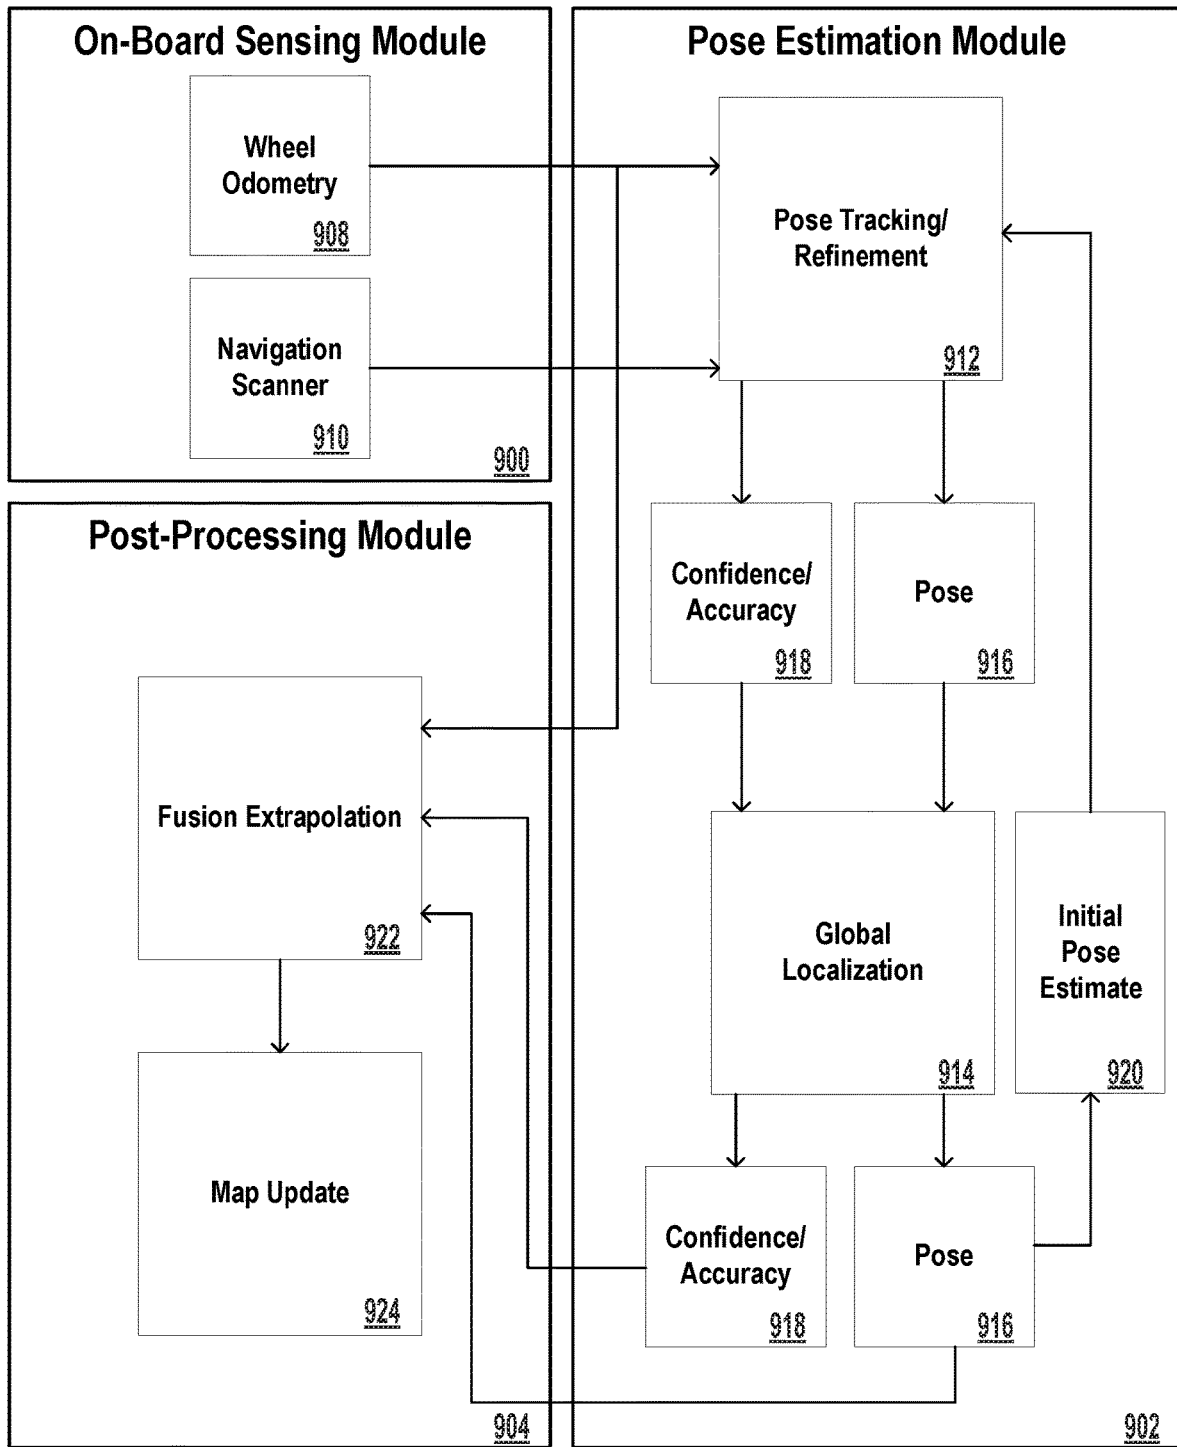 On-Board Sensing Module
Wheel
Odometry
908
Navigation
Scanner
910
900
Pose Estimation Module
Pose Tracking/
Refinement
912
Confidence/
Accuracy
918
Pose
916
Global
Localization
914
Initial
Pose
Estimate
920
Confidence/
Accuracy
918
Pose
916
902
Post-Processing Module
Fusion Extrapolation
922
Map Update
924
904